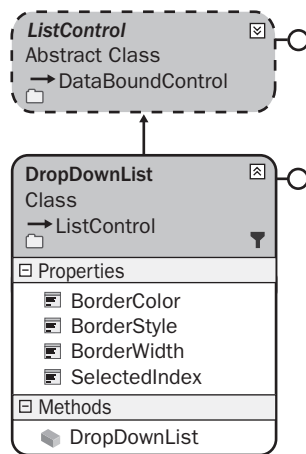 ListControl
Abstract Class
DataBoundControl
DropDownList
Class
ListControl
Properties
BorderColor
BorderStyle
BorderWidth
SelectedIndex
Methods
DropDownList